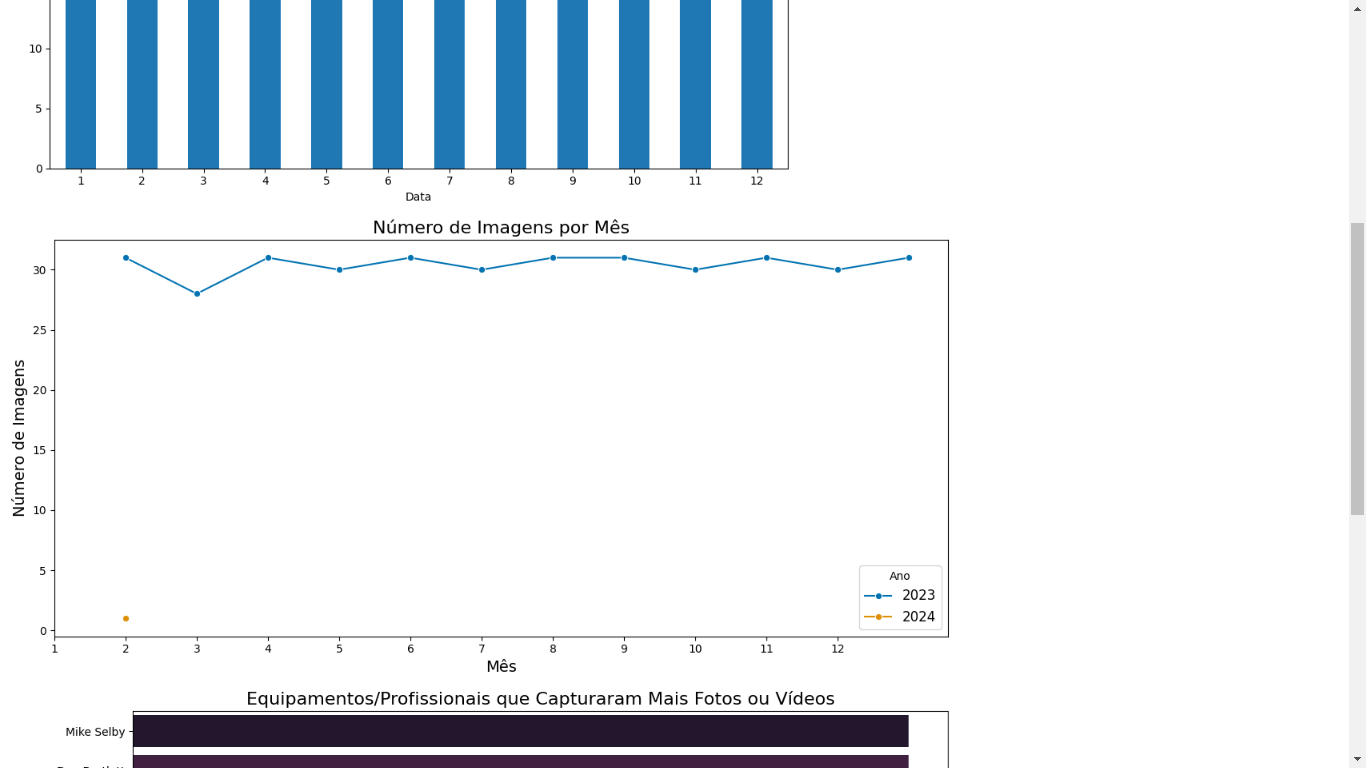 10
5
0
1 2 3 4 5 6 7 8 9 10 11 12
Data
Número de Imagens por Mês
30
25
20
15
10
5
0
Número de Imagens
Ano
2023
2024
1 2 3 4 5 6 7 8 9 10 11 12
Mês
Equipamentos/Profissionais que Capturaram Mais Fotos ou Vídeos
Mike Selby